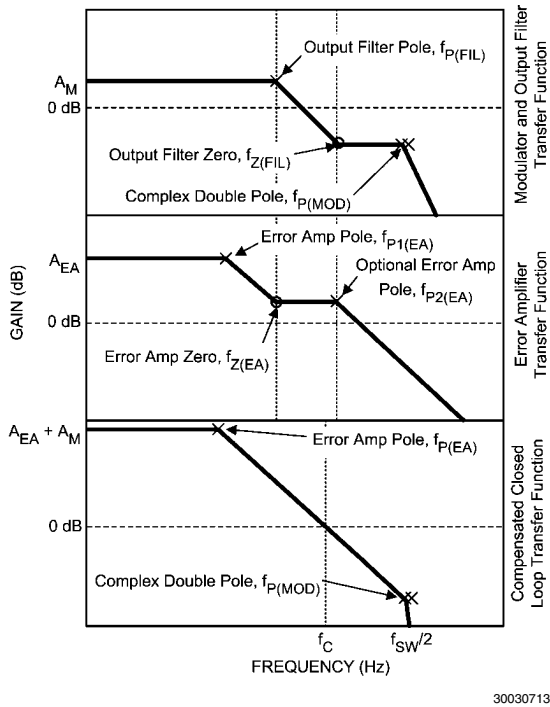 Output Filter Pole, fP(FIL)
AM
0 dB
Output Filter Zero, fZ(FIL)
Complex Double Pole, fP(MOD)
Modulator and Output Filter
Transfer Function
Error Amp Pole, fP1(EA)
AEA
Optional Error Amp
Pole, fP2(EA)
0 dB
Error Amp Zero, fZ(EA)
Error Amplifier
Transfer Function
GAIN (dB)
AEA + AM
Error Amp Pole, fP(EA)
0 dB
Complex Double Pole, fP(MOD)
Compensated Closed
Loop Transfer Function
fC
fSW/2
FREQUENCY (Hz)
30030713